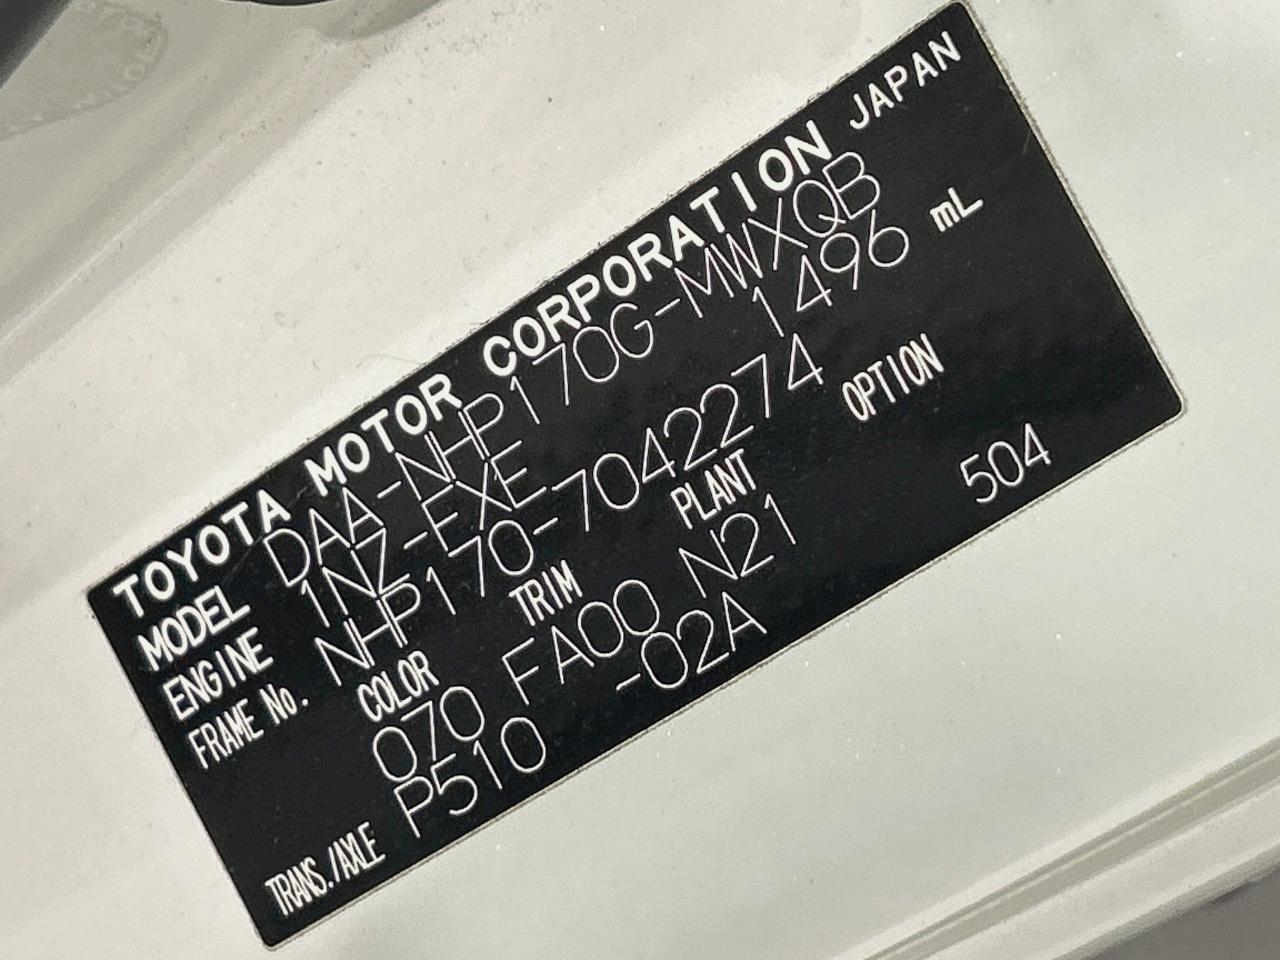 TOYOTA MOTOR CORPORATION JAPAN
MODEL DAA-NHP170G-MWXQB
ENGINE 1NZ-EXE 1496 mL
FRAME No. NHP170-7042274
COLOR TRIM PLANT OPTION
070 FA00 N21 504
TRANS./AXLE P510 -02A